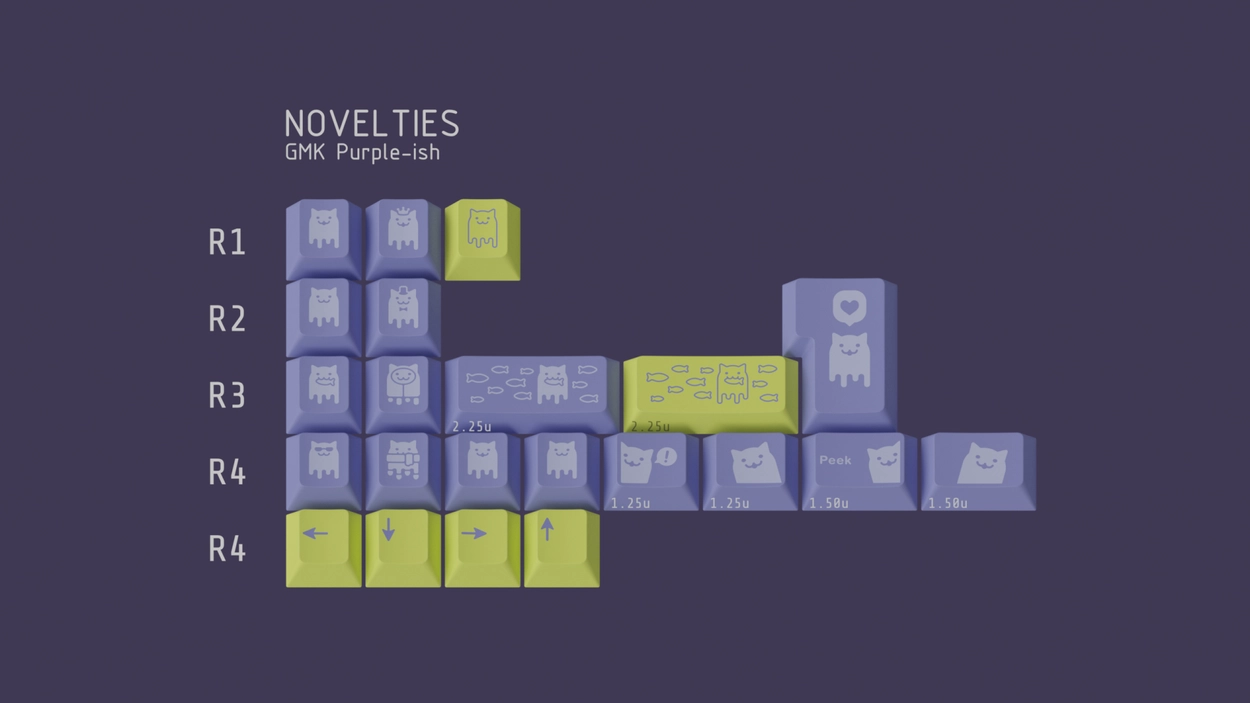 NOVELTIES
GMK Purple-ish
R1
R2
R3
2.25u
2.25u
R4
!
Peek
1.25u
1.25u
1.50u
1.50u
R4